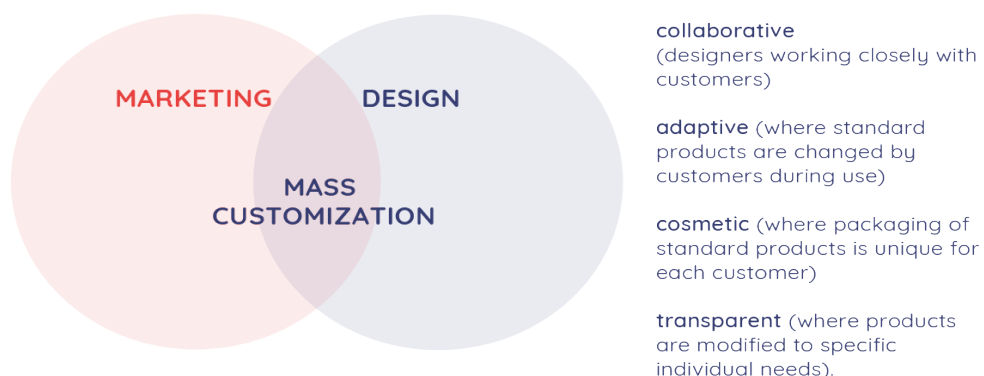 MARKETING
DESIGN
MASS
CUSTOMIZATION
collaborative
(designers working closely with
customers)
adaptive (where standard
products are changed by
customers during use)
cosmetic (where packaging of
standard products is unique for
each customer)
transparent (where products
are modified to specific
individual needs).